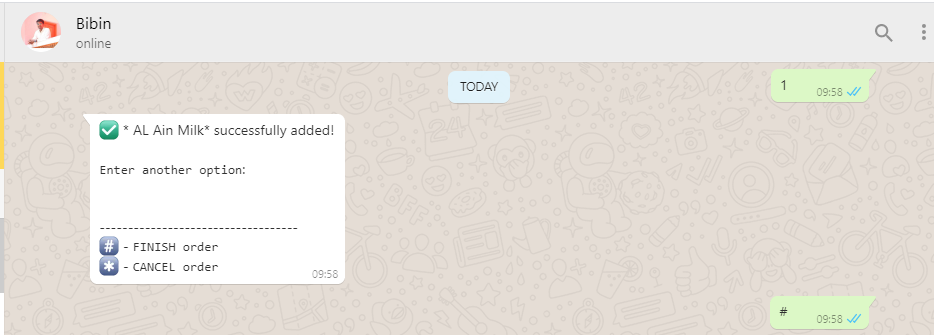 Bibin
online
TODAY
1
09:58
✅ * AL Ain Milk* successfully added!
Enter another option:
-----------------------------------
#️⃣ - FINISH order
*️⃣ - CANCEL order
09:58
#
09:58